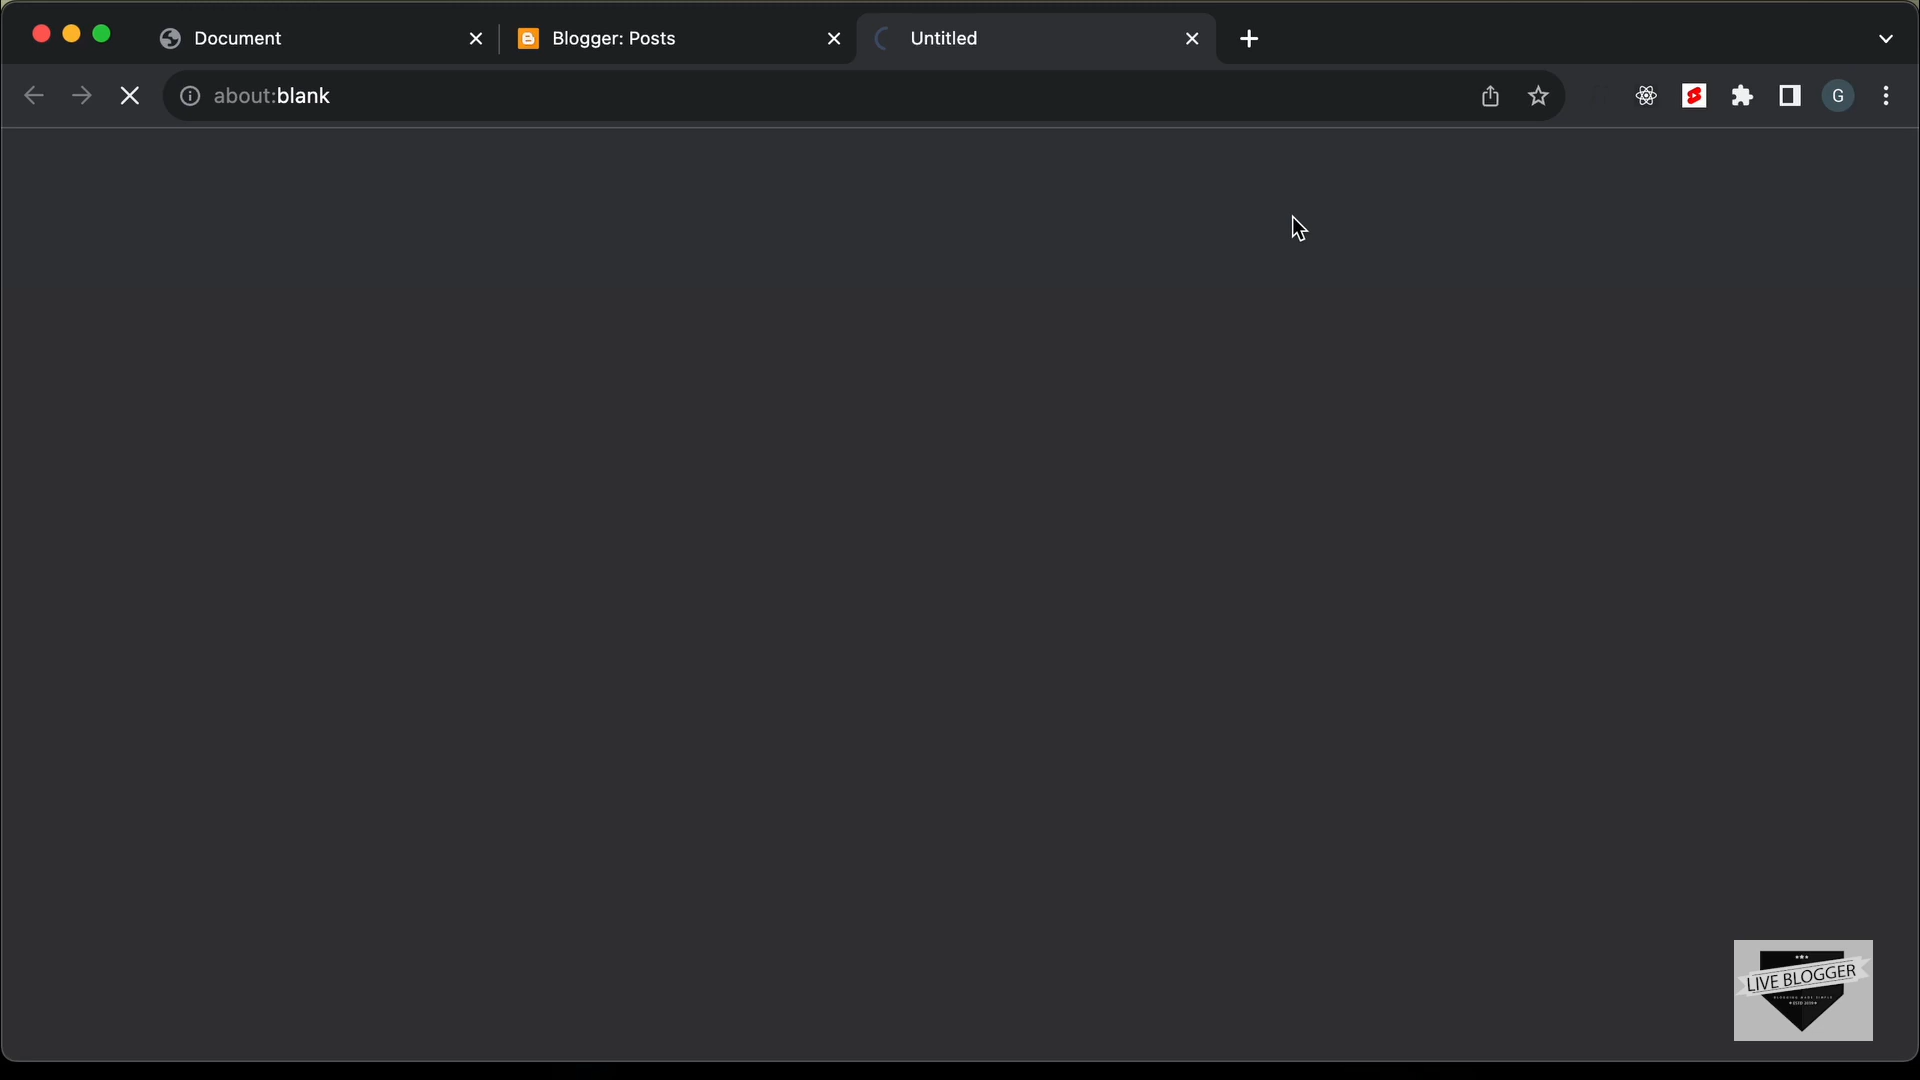 Document
Blogger: Posts
Untitled
about:blank
G
LIVE BLOGGER